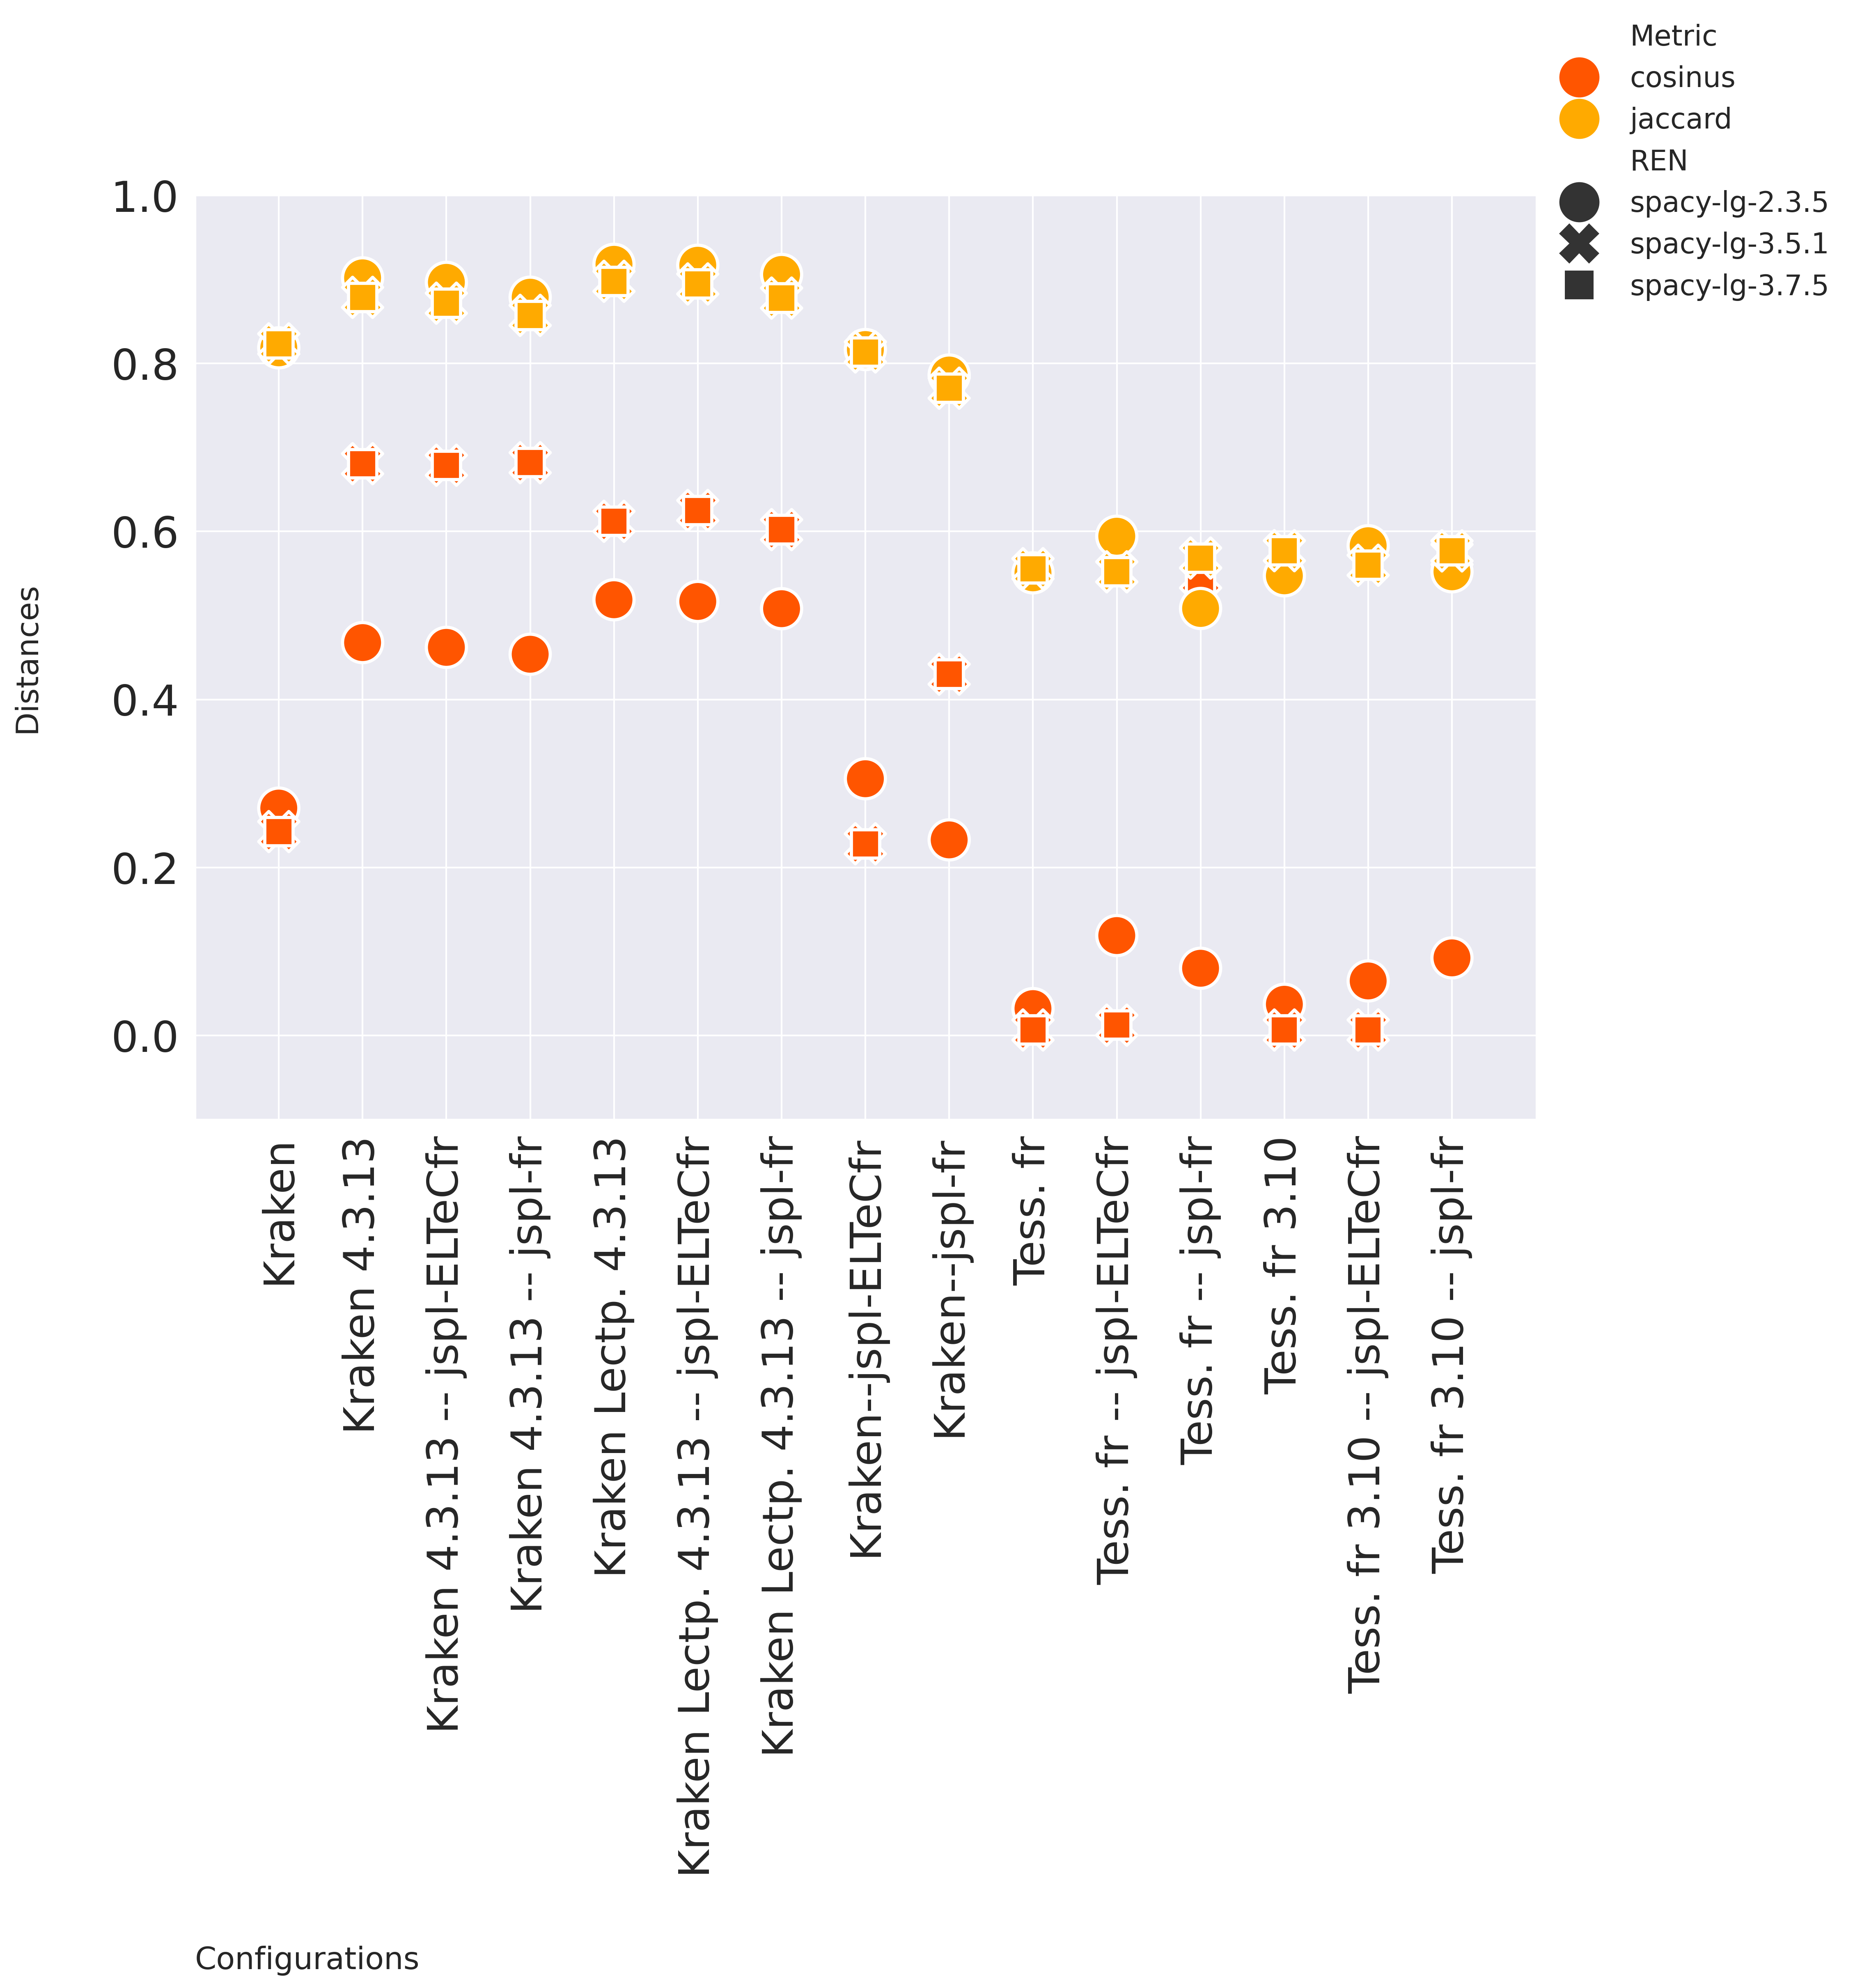 Metric
cosinus
jaccard
REN
spacy-lg-2.3.5
spacy-lg-3.5.1
spacy-lg-3.7.5
1.0
0.8
0.6
0.4
0.2
0.0
Distances
Kraken
Kraken 4.3.13
Kraken 4.3.13 -- jspl-ELTeCfr
Kraken 4.3.13 -- jspl-fr
Kraken Lectp. 4.3.13
Kraken Lectp. 4.3.13 -- jspl-ELTeCfr
Kraken Lectp. 4.3.13 -- jspl-fr
Kraken--jspl-ELTeCfr
Kraken--jspl-fr
Tess. fr
Tess. fr -- jspl-ELTeCfr
Tess. fr -- jspl-fr
Tess. fr 3.10
Tess. fr 3.10 -- jspl-ELTeCfr
Tess. fr 3.10 -- jspl-fr
Configurations